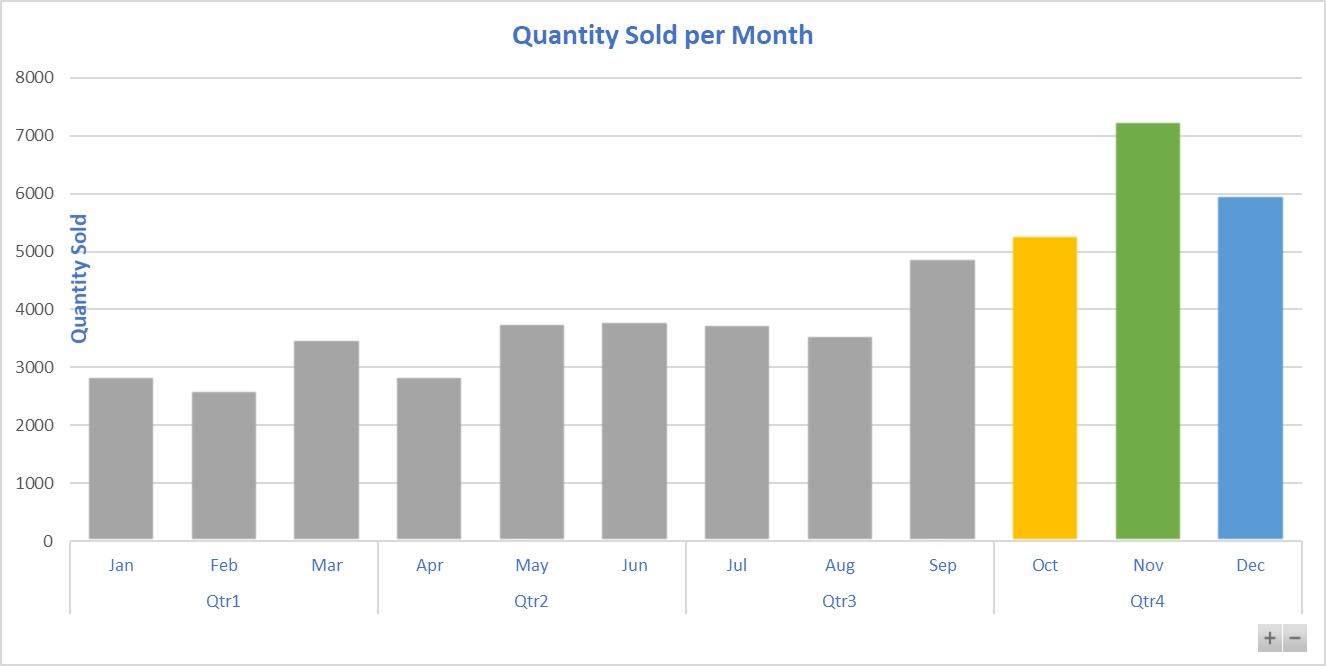 Quantity Sold per Month
8000
7000
6000
5000
4000
3000
2000
1000
0
Quantity Sold
Jan Feb Mar Apr May Jun Jul Aug Sep Oct Nov Dec
Qtr1 Qtr2 Qtr3 Qtr4
+ −